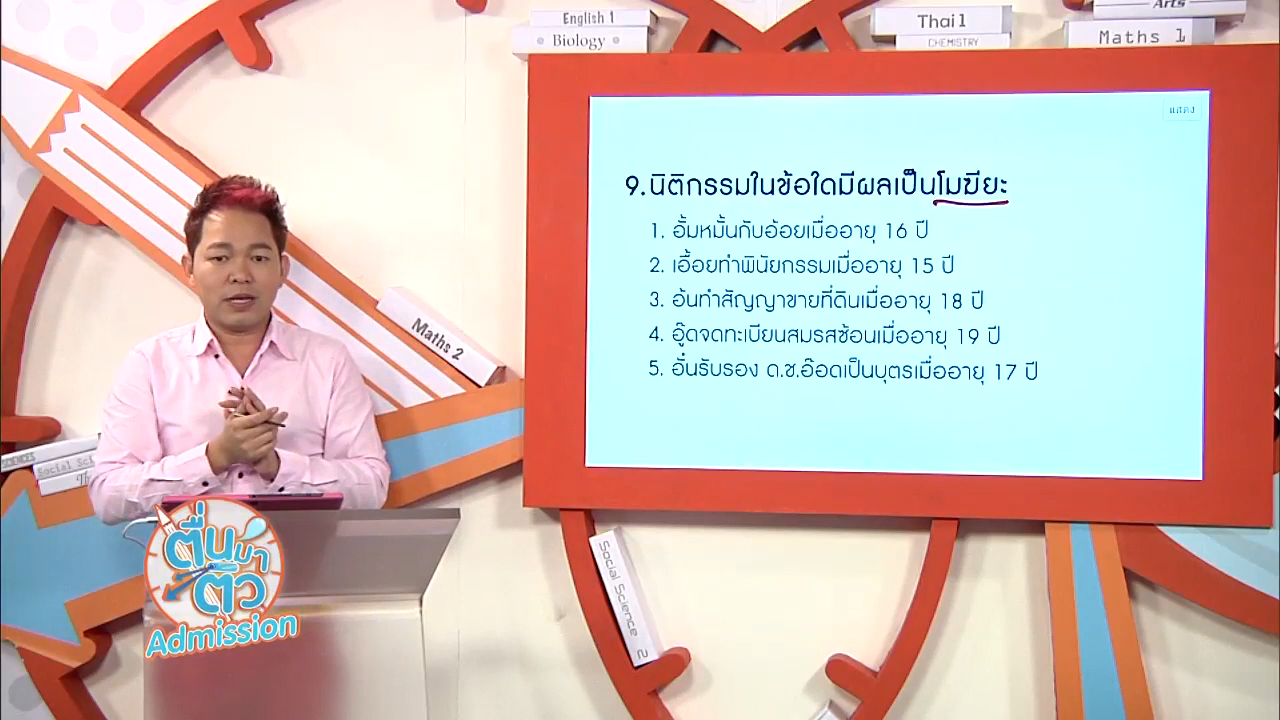 English 1
Biology
Thai 1
CHEMISTRY
Arts
Maths 1
แสดง
9.นิติกรรมในข้อใดมีผลเป็นโมฆียะ
1. อั้มหมั้นกับอ้อยเมื่ออายุ 16 ปี
2. เอื้อยทำพินัยกรรมเมื่ออายุ 15 ปี
3. อ้นทำสัญญาขายที่ดินเมื่ออายุ 18 ปี
4. อู๊ดจดทะเบียนสมรสซ้อนเมื่ออายุ 19 ปี
5. อั่นรับรอง ด.ช.อ๊อดเป็นบุตรเมื่ออายุ 17 ปี
Maths 2
Social Science 2
ตื่นมา
ติว
Admission